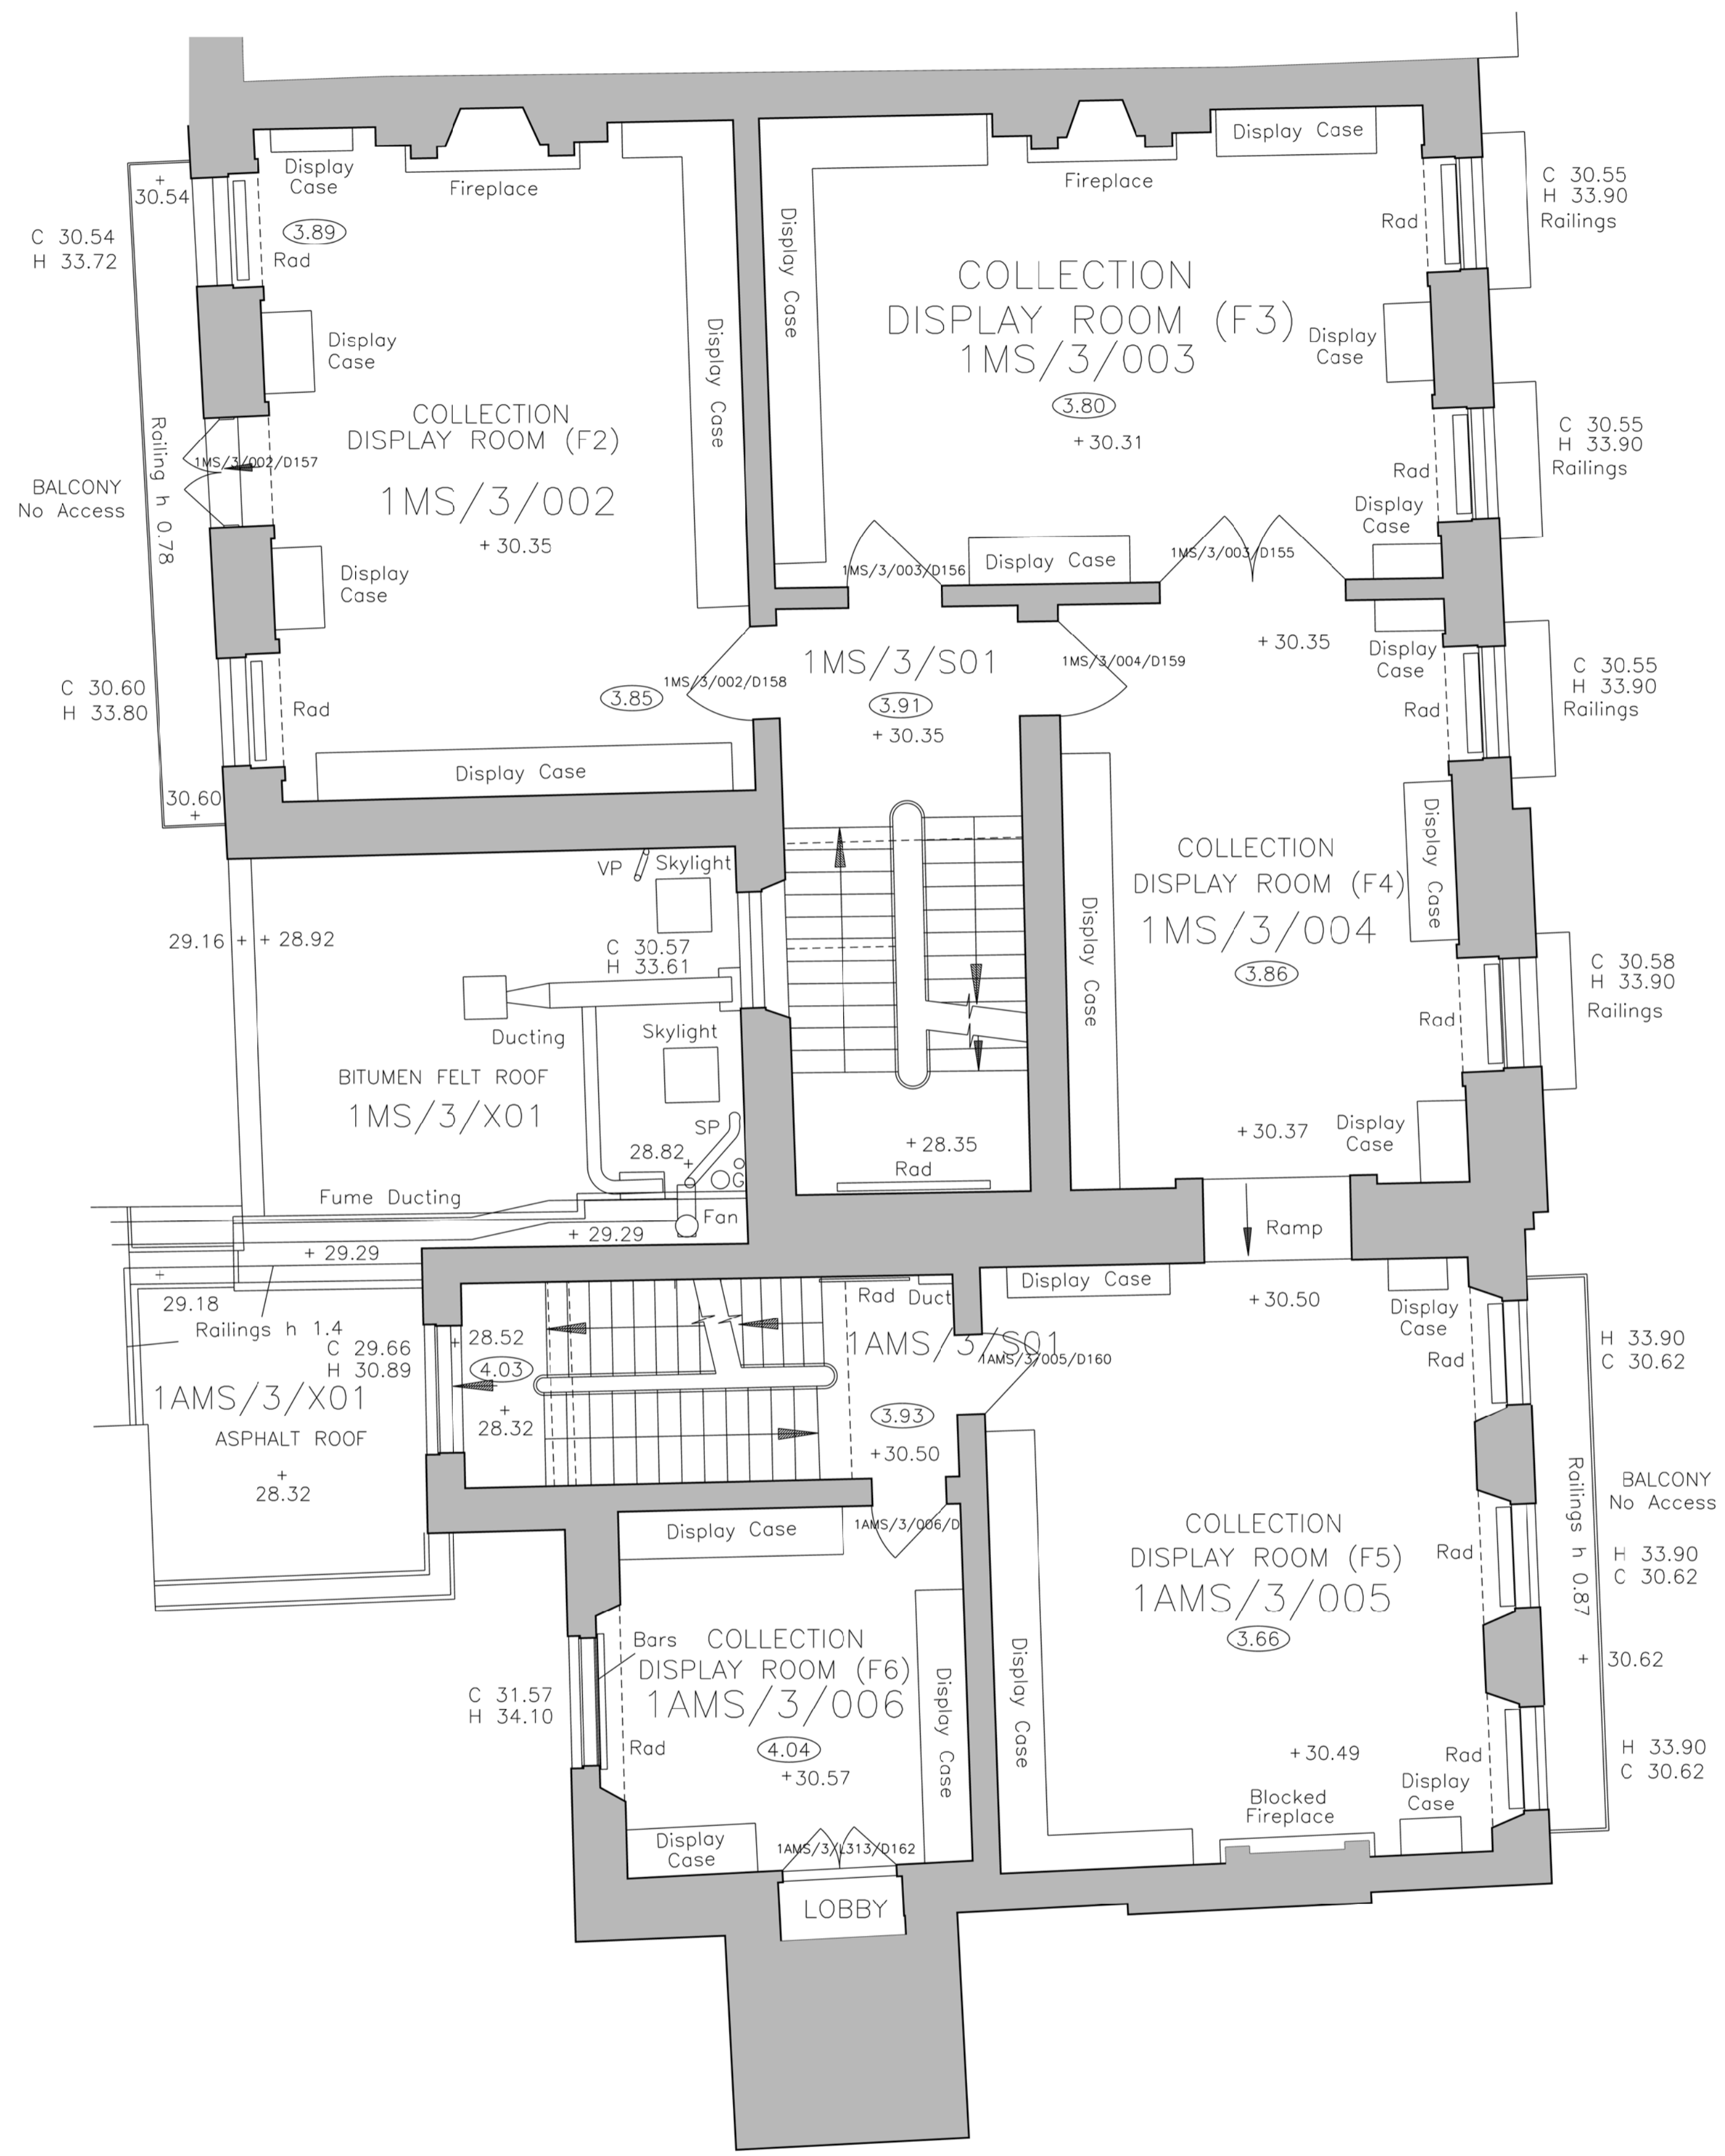 Display Case
Display
Case
Fireplace
Fireplace
30.54
C 30.54
H 33.72
3.89
Rad
Display
Case
Display Case
Display Case
COLLECTION
DISPLAY ROOM (F3)
1MS/3/003
3.80
+30.31
Rad
C 30.55
H 33.90
Railings
Display
Case
COLLECTION
DISPLAY ROOM (F2)
1MS/3/002
+30.35
1MS/3/002/D157
BALCONY
No Access
Railing h 0.78
C 30.55
H 33.90
Railings
Rad
Display
Case
Display
Case
1MS/3/003/D156
Display Case
1MS/3/003/D155
1MS/3/S01
3.91
+30.35
1MS/3/004/D159
+30.35
Display
Case
Rad
C 30.55
H 33.90
Railings
C 30.60
H 33.80
Rad
3.85
1MS/3/002/D158
Display Case
30.60
+
VP
Skylight
29.16 + + 28.92
C 30.57
H 33.61
Ducting
Skylight
BITUMEN FELT ROOF
1MS/3/X01
SP
28.82
+
G
Fume Ducting
Fan
+ 29.29
+ 29.29
Display Case
COLLECTION
DISPLAY ROOM (F4)
1MS/3/004
3.86
Display Case
C 30.58
H 33.90
Railings
Rad
+28.35
Rad
+30.37
Display
Case
Ramp
+
29.18
Railings h 1.4
C 29.66
H 30.89
+ 28.52
4.03
+
28.32
1AMS/3/X01
ASPHALT ROOF
+
28.32
Rad Duct
1AMS/3/S01
1AMS/3/005/D160
3.93
+30.50
Display Case
+30.50
Display
Case
Rad
H 33.90
C 30.62
Railings h 0.87
BALCONY
No Access
H 33.90
C 30.62
Rad
COLLECTION
DISPLAY ROOM (F5)
1AMS/3/005
3.66
+ 30.62
Display Case
1AMS/3/006/D
Display Case
Bars
COLLECTION
DISPLAY ROOM (F6)
1AMS/3/006
4.04
+30.57
C 31.57
H 34.10
Rad
Display Case
+30.49
Rad
H 33.90
C 30.62
Blocked
Fireplace
Display
Case
Display
Case
1AMS/3/L313/D162
LOBBY